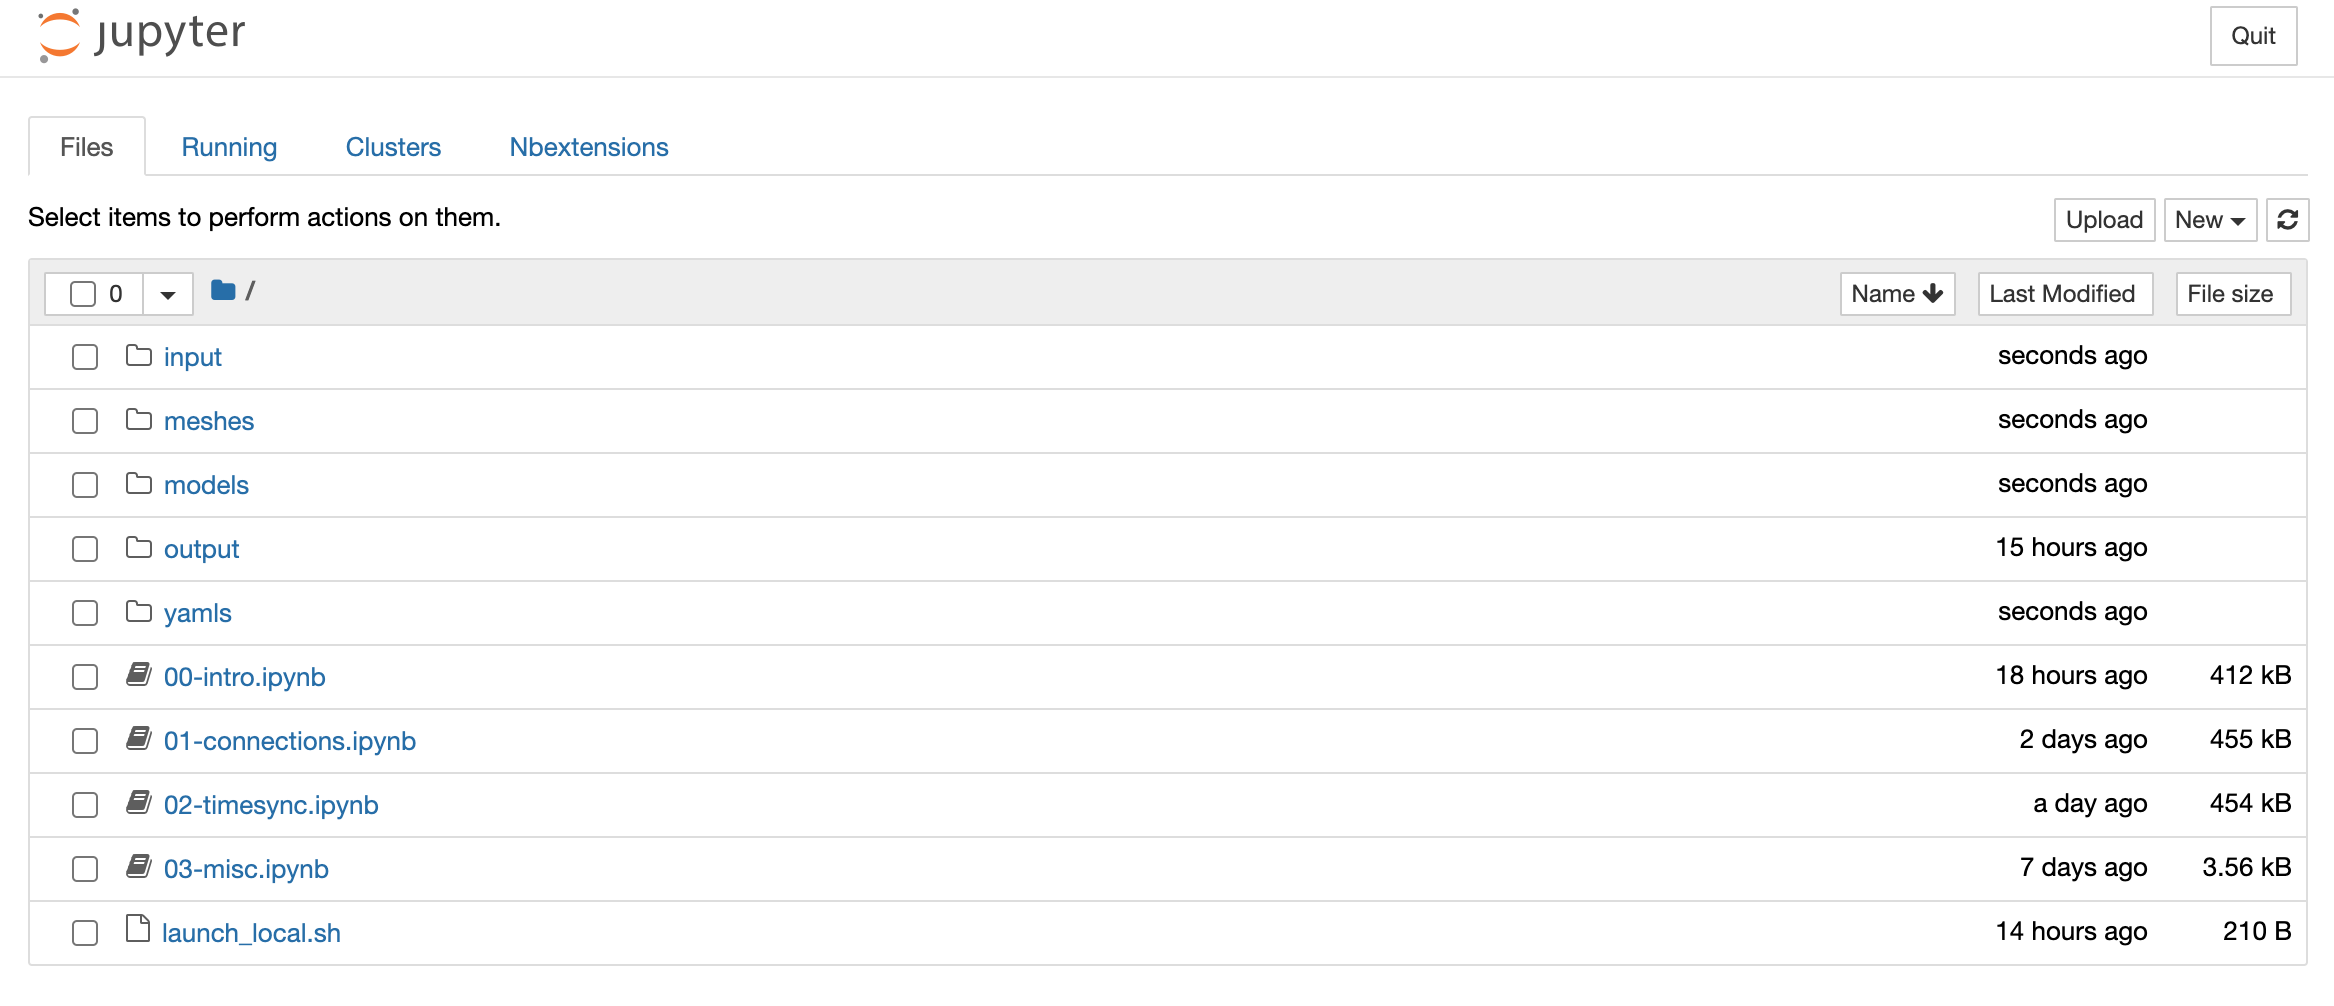 jupyter
Quit
Files Running Clusters Nbextensions
Select items to perform actions on them.
Upload New
0 / Name Last Modified File size
input seconds ago
meshes seconds ago
models seconds ago
output 15 hours ago
yamls seconds ago
00-intro.ipynb 18 hours ago 412 kB
01-connections.ipynb 2 days ago 455 kB
02-timesync.ipynb a day ago 454 kB
03-misc.ipynb 7 days ago 3.56 kB
launch_local.sh 14 hours ago 210 B